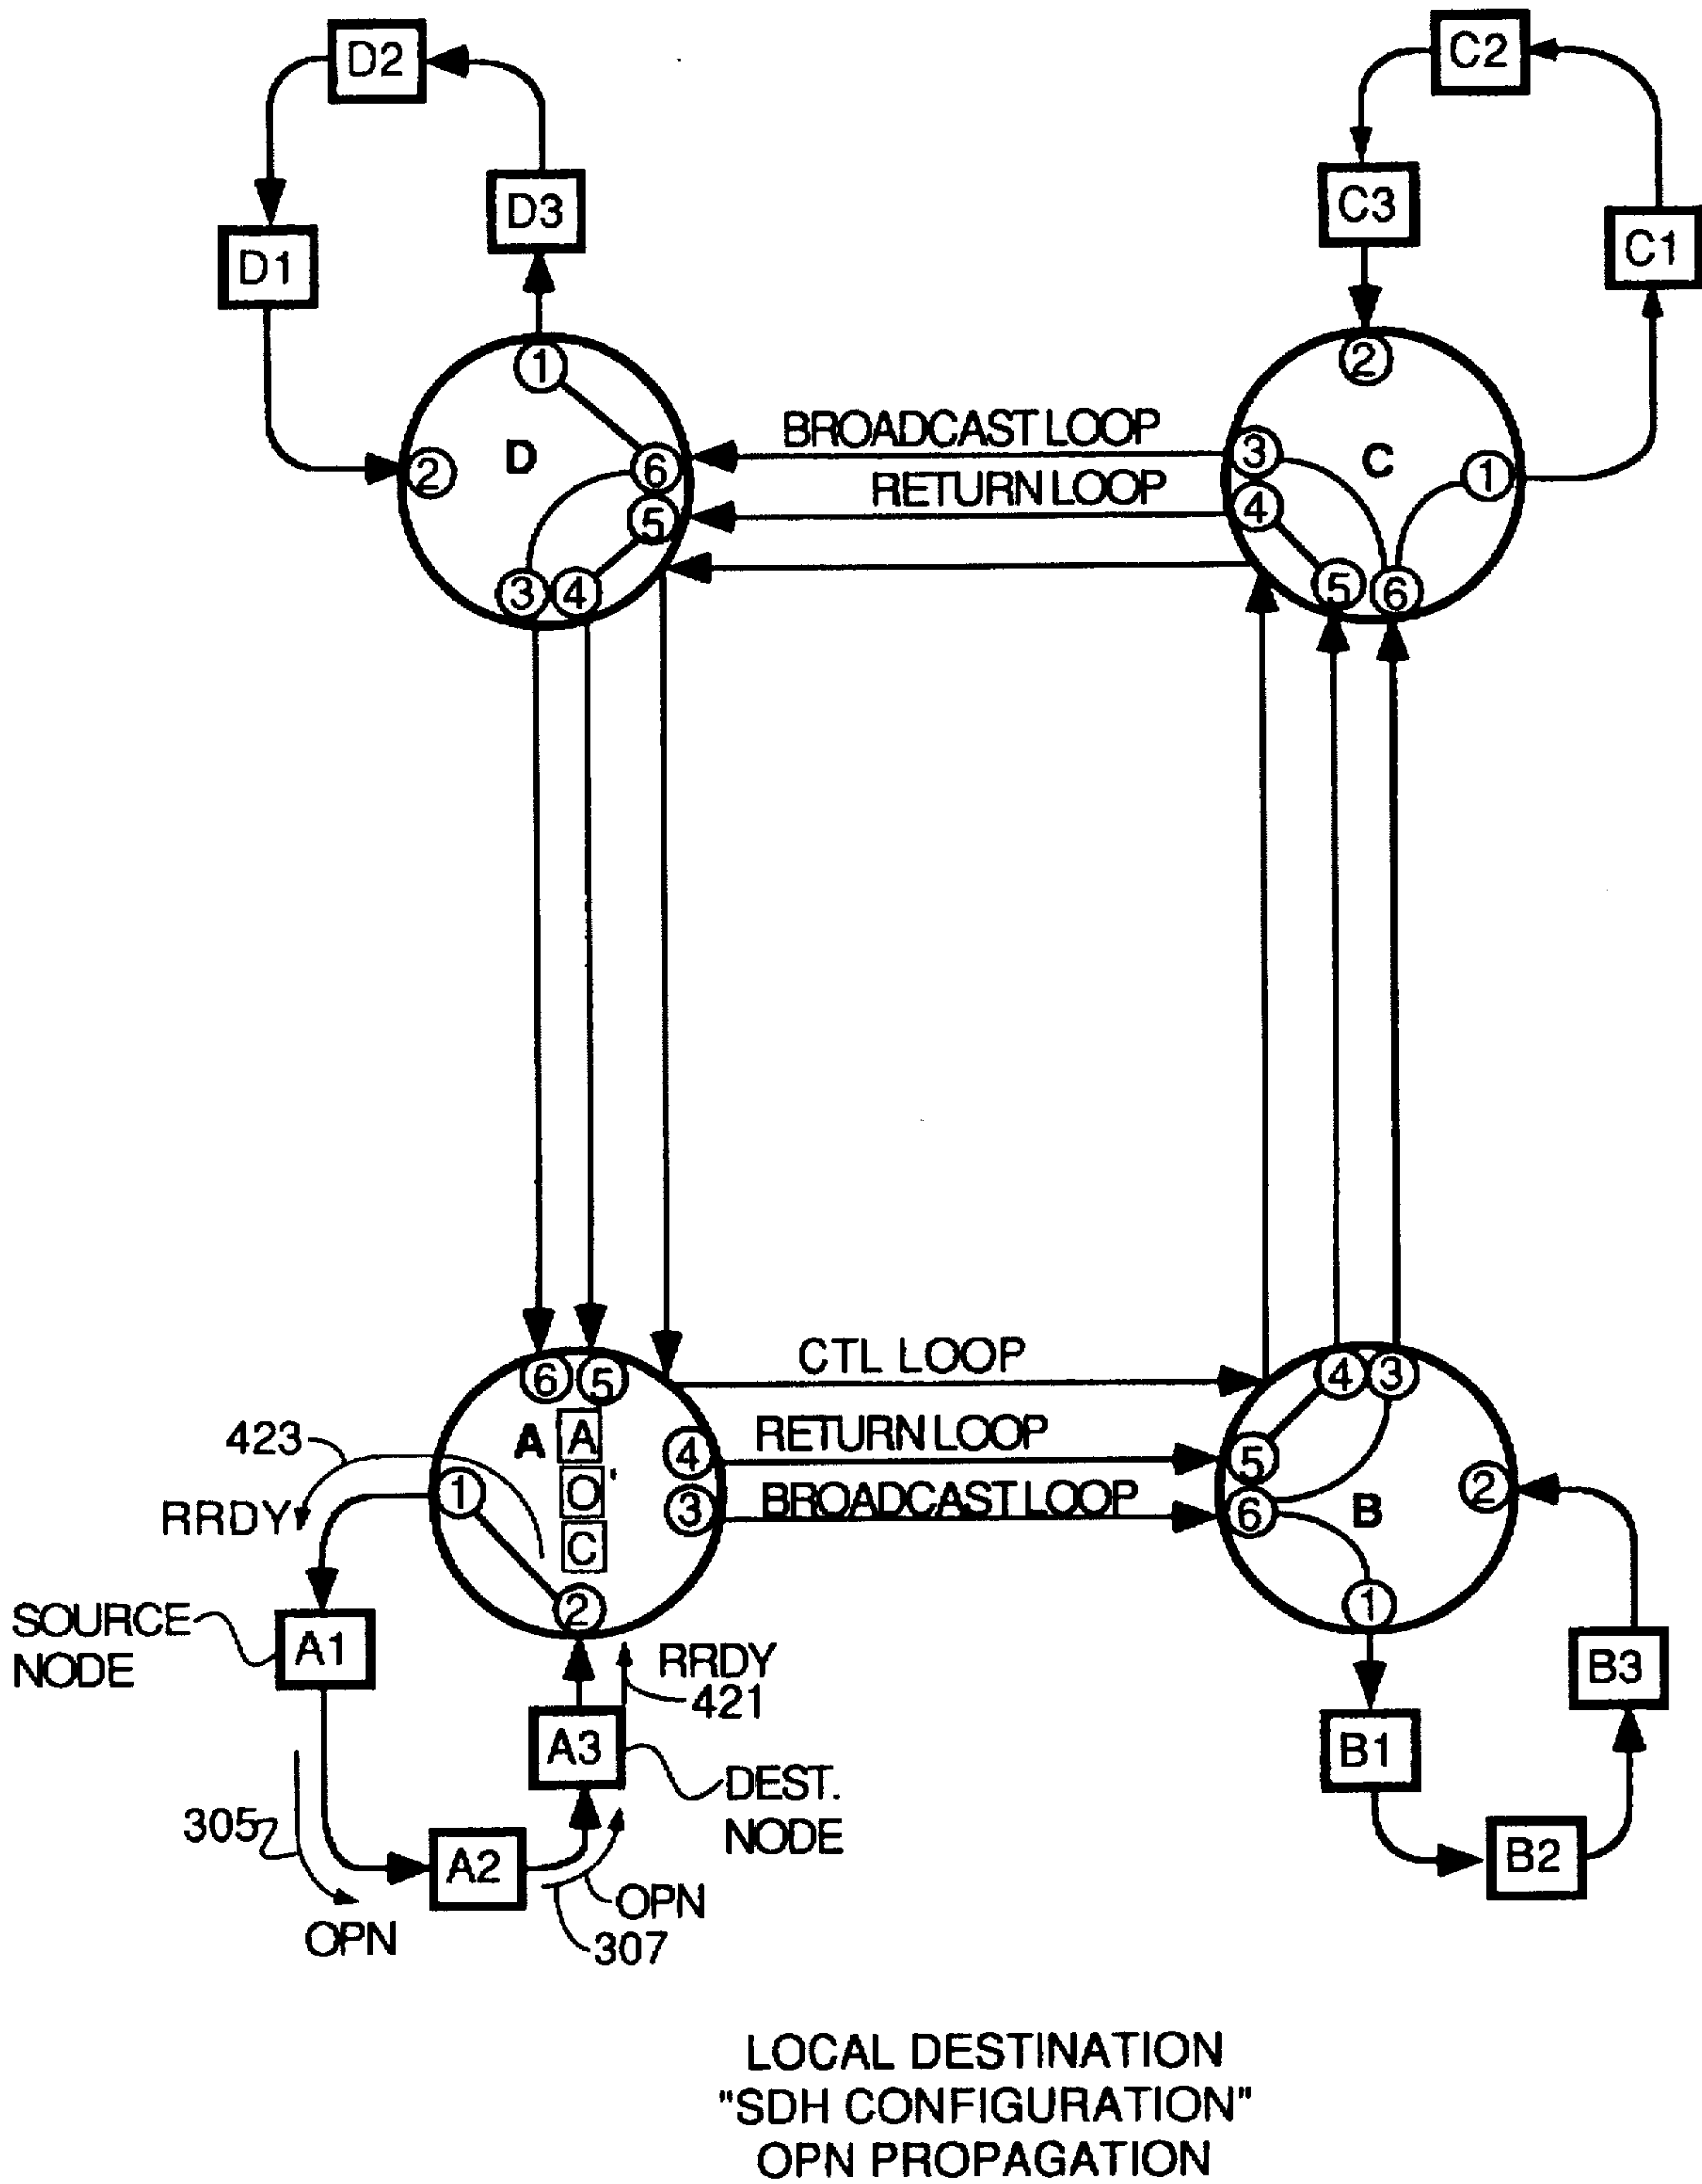 D2
C2
D3
C3
D1
C1
1
2
BROADCAST LOOP
3
D
6
C
1
2
RETURN LOOP
5
4
3
4
5
6
CTL LOOP
6
5
4
3
423
A
A
4
RETURN LOOP
5
1
O'
2
RRDY
3
BROADCAST LOOP
6
B
C
2
1
SOURCE
NODE
A1
RRDY
421
B3
A3
B1
DEST.
NODE
305
A2
B2
OPN
OPN
307
LOCAL DESTINATION
"SDH CONFIGURATION"
OPN PROPAGATION